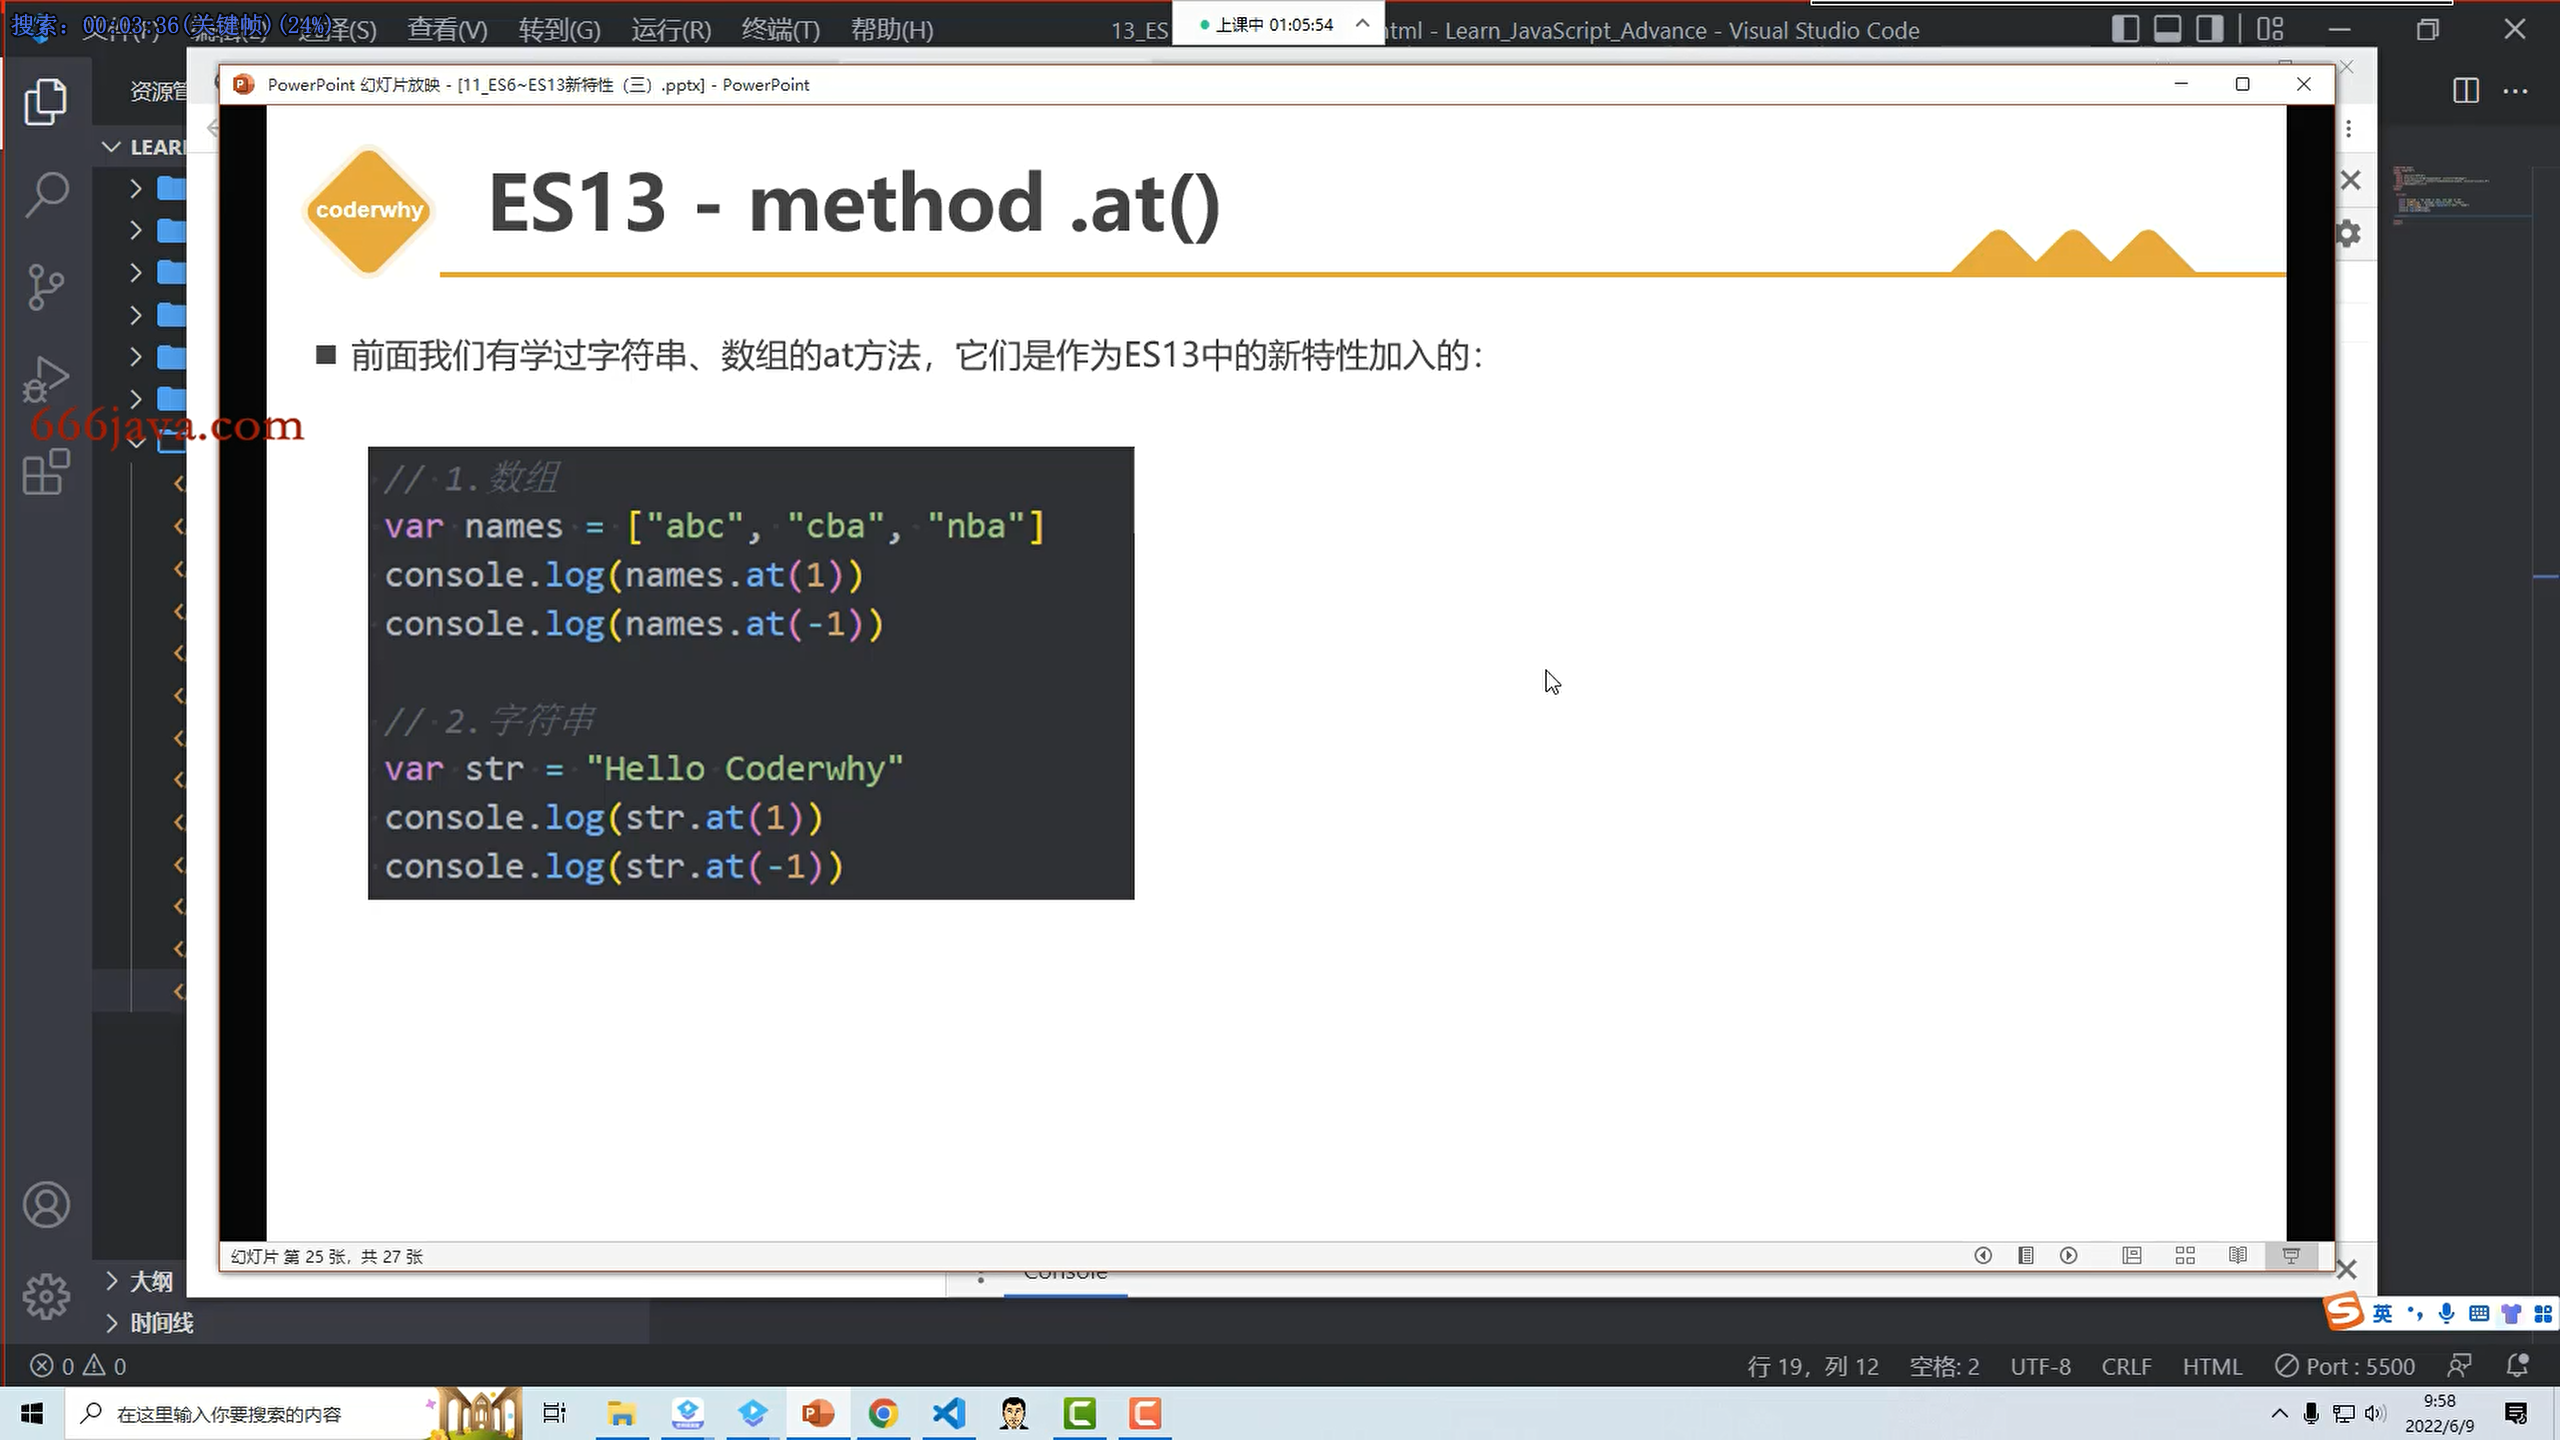 搜索: 00:03:36(关键帧)(24%)
选择(S) 查看(V) 转到(G) 运行(R) 终端(T) 帮助(H)
13_ES
上课中 01:05:54
html - Learn_JavaScript_Advance - Visual Studio Code
资源管
LEAR
PowerPoint 幻灯片放映 - [11_ES6~ES13新特性（三）.pptx] - PowerPoint
coderwhy
ES13 - method .at()
前面我们有学过字符串、数组的at方法，它们是作为ES13中的新特性加入的：
666java.com
// 1.数组
var names = ["abc", "cba", "nba"]
console.log(names.at(1))
console.log(names.at(-1))
// 2.字符串
var str = "Hello Coderwhy"
console.log(str.at(1))
console.log(str.at(-1))
幻灯片 第 25 张，共 27 张
Console
大纲
时间线
英
0 0
行 19，列 12 空格: 2 UTF-8 CRLF HTML Port : 5500
在这里输入你要搜索的内容
9:58
2022/6/9